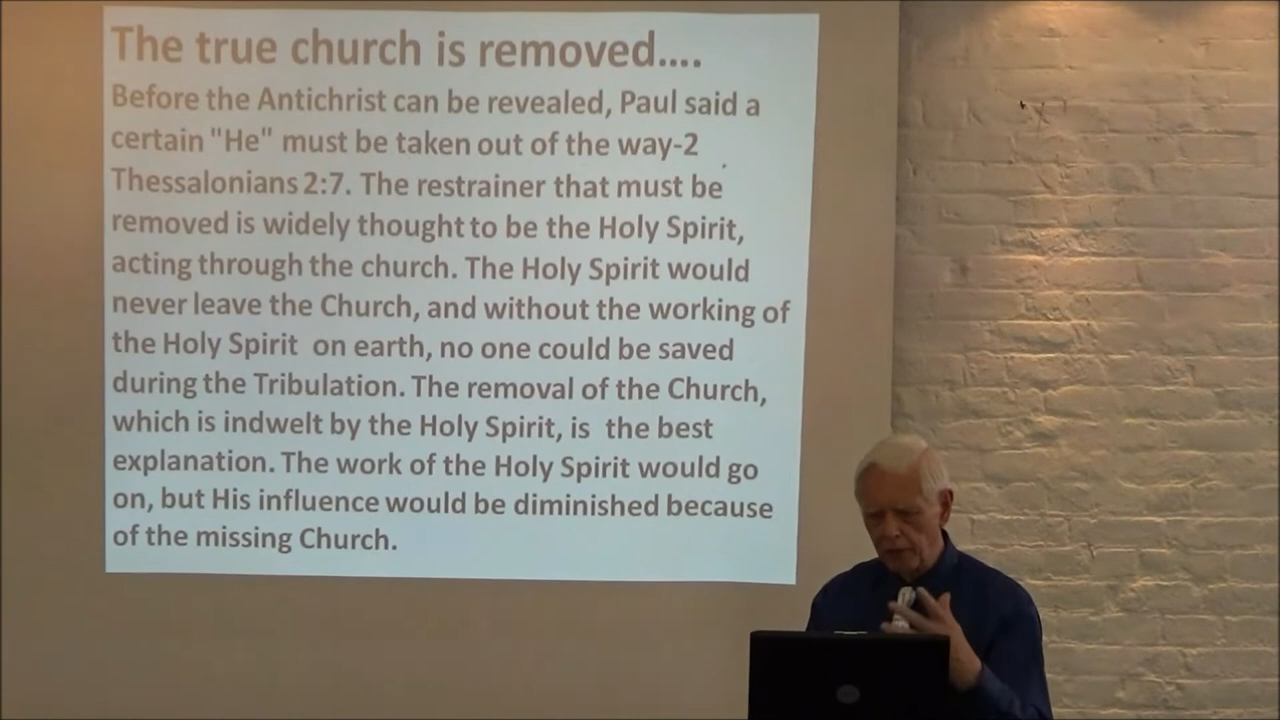 The true church is removed....
Before the Antichrist can be revealed, Paul said a
certain "He" must be taken out of the way-2
Thessalonians 2:7. The restrainer that must be
removed is widely thought to be the Holy Spirit,
acting through the church. The Holy Spirit would
never leave the Church, and without the working of
the Holy Spirit on earth, no one could be saved
during the Tribulation. The removal of the Church,
which is indwelt by the Holy Spirit, is the best
explanation. The work of the Holy Spirit would go
on, but His influence would be diminished because
of the missing Church.